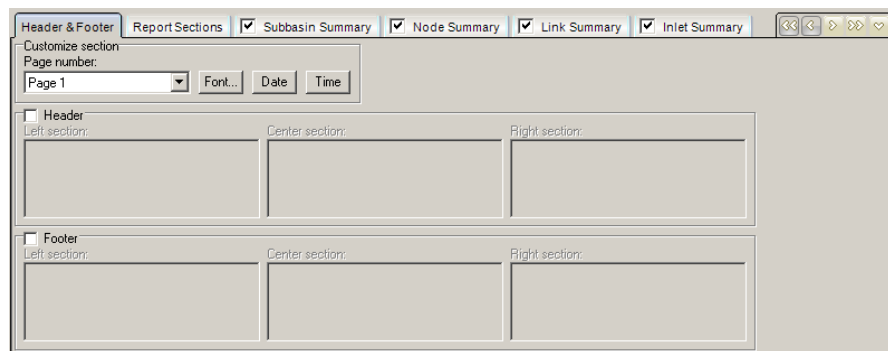 Header & Footer Report Sections Subbasin Summary Node Summary Link Summary Inlet Summary
Customize section
Page number:
Page 1 Font... Date Time
Header
Left section: Center section: Right section:
Footer
Left section: Center section: Right section: